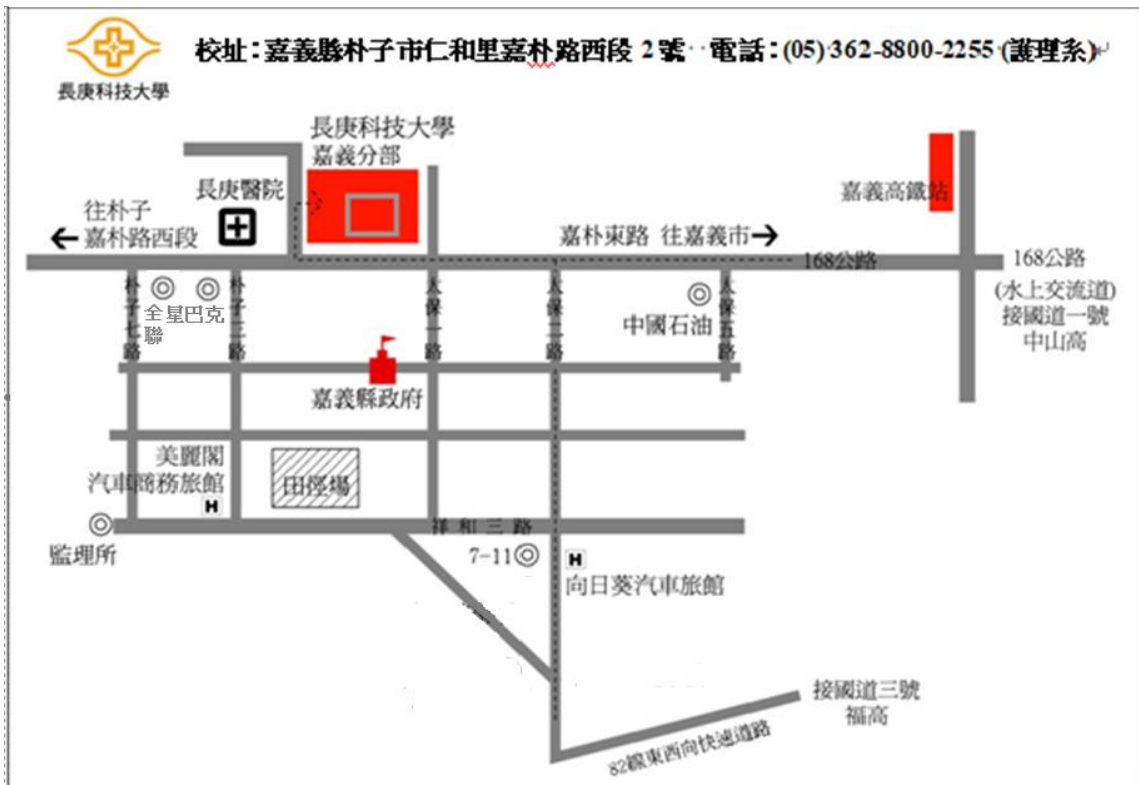 校址:嘉義縣朴子市仁和里嘉朴路西段 2 號 電話:(05) 362-8800-2255 (護理系)
長庚科技大學
長庚科技大學
嘉義分部
長庚醫院
嘉義高鐵站
往朴子
嘉朴路西段
嘉朴東路 往嘉義市
168公路
168公路
(水上交流道)
接國道一號
中山高
朴子七路
全聯
星巴克
朴子三路
太保一路
太保二路
中國石油
太保五路
嘉義縣政府
美麗閣
汽車商務旅館
H
田徑場
祥和三路
監理所
7-11
H
向日葵汽車旅館
接國道三號
福高
82線東西向快速道路